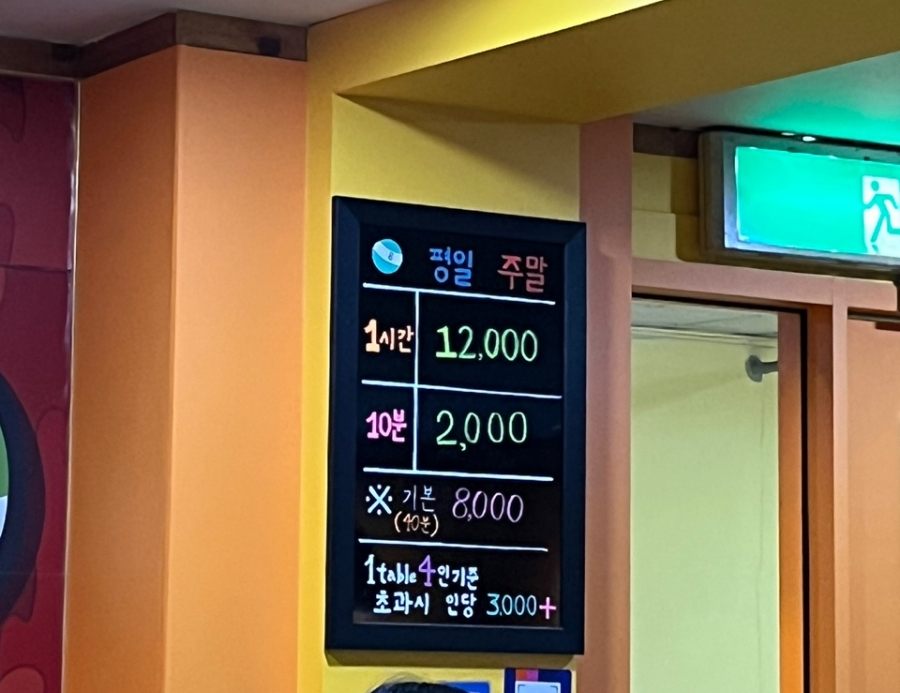 평일 주말
1시간 12,000
10분 2,000
※ 기본 8,000
(40분)
1table 4인기준
초과시 인당 3,000+